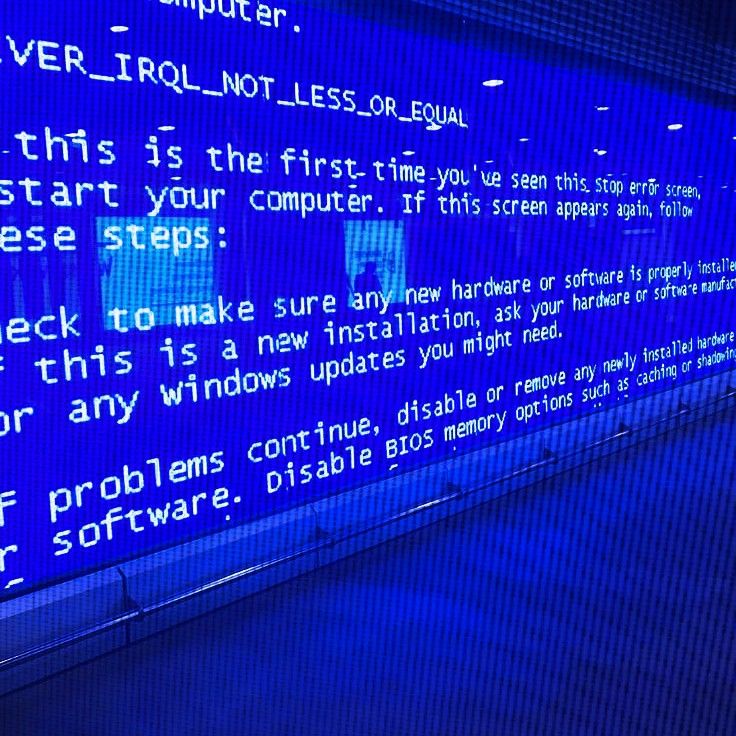 mputer.
VER_IRQL_NOT_LESS_OR_EQUAL
this is the first time you've seen this Stop error screen,
start your computer. If this screen appears again, follow
ese steps:
eck to make sure any new hardware or software is properly installe
this is a new installation, ask your hardware or software manufac
or any windows updates you might need.
f problems continue, disable or remove any newly installed hardware
r software. Disable BIOS memory options such as caching or shadowing